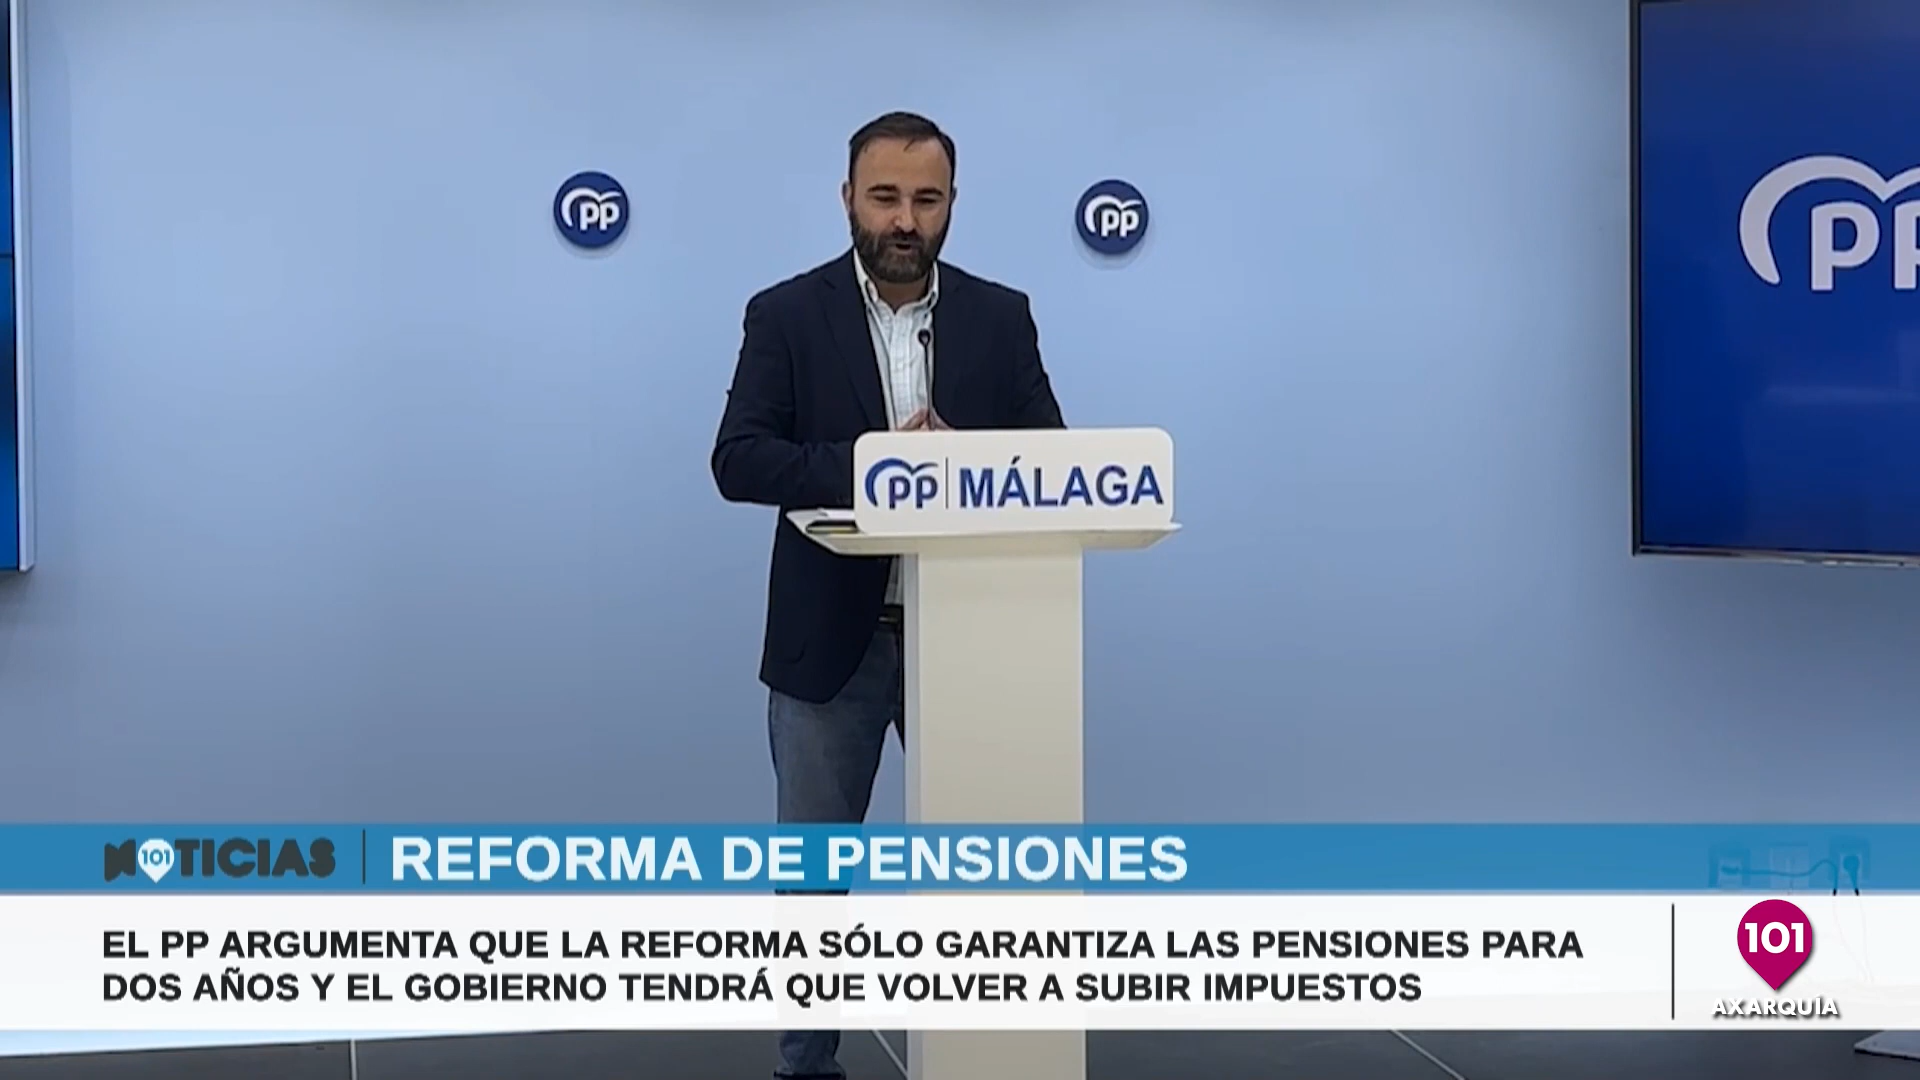 PP
PP
PP
PP MÁLAGA
NOTICIAS 101
REFORMA DE PENSIONES
EL PP ARGUMENTA QUE LA REFORMA SÓLO GARANTIZA LAS PENSIONES PARA
DOS AÑOS Y EL GOBIERNO TENDRÁ QUE VOLVER A SUBIR IMPUESTOS
101
AXARQUÍA